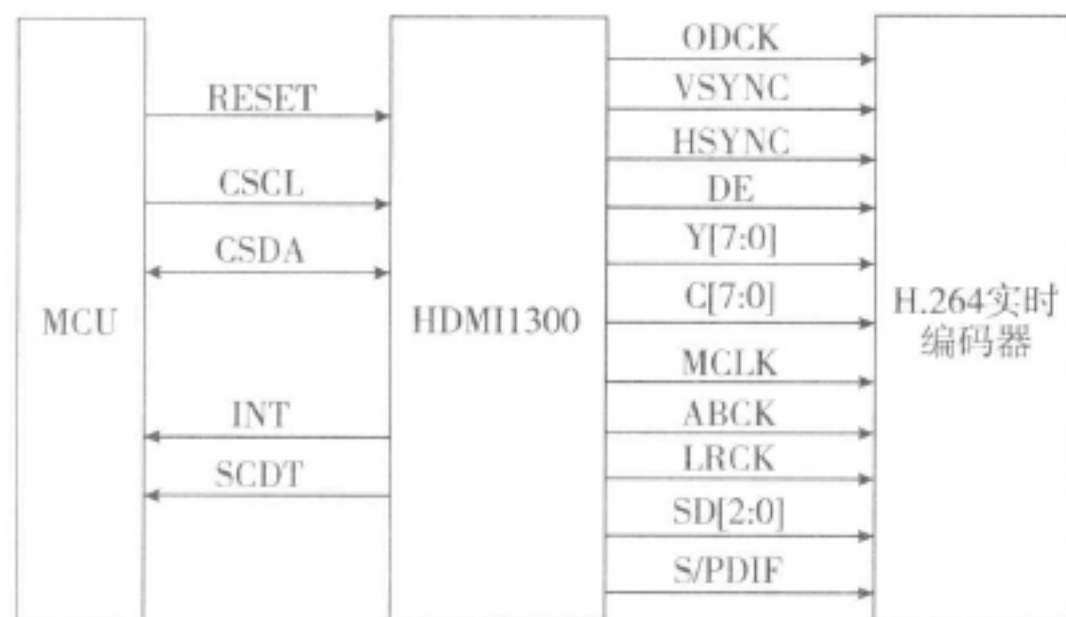 MCU
RESET
CSCL
CSDA
INT
SCDT
HDMI1300
ODCK
VSYNC
HSYNC
DE
Y[7:0]
C[7:0]
MCLK
ABCK
LRCK
SD[2:0]
S/PDIF
H.264实时
编码器